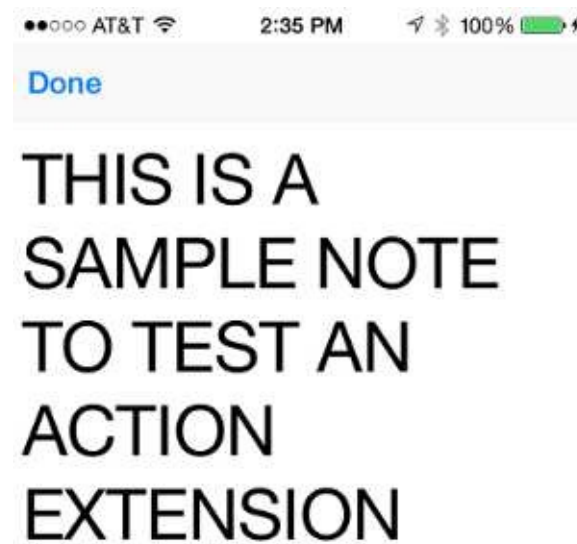 AT&T 2:35 PM 100%
Done
THIS IS A
SAMPLE NOTE
TO TEST AN
ACTION
EXTENSION